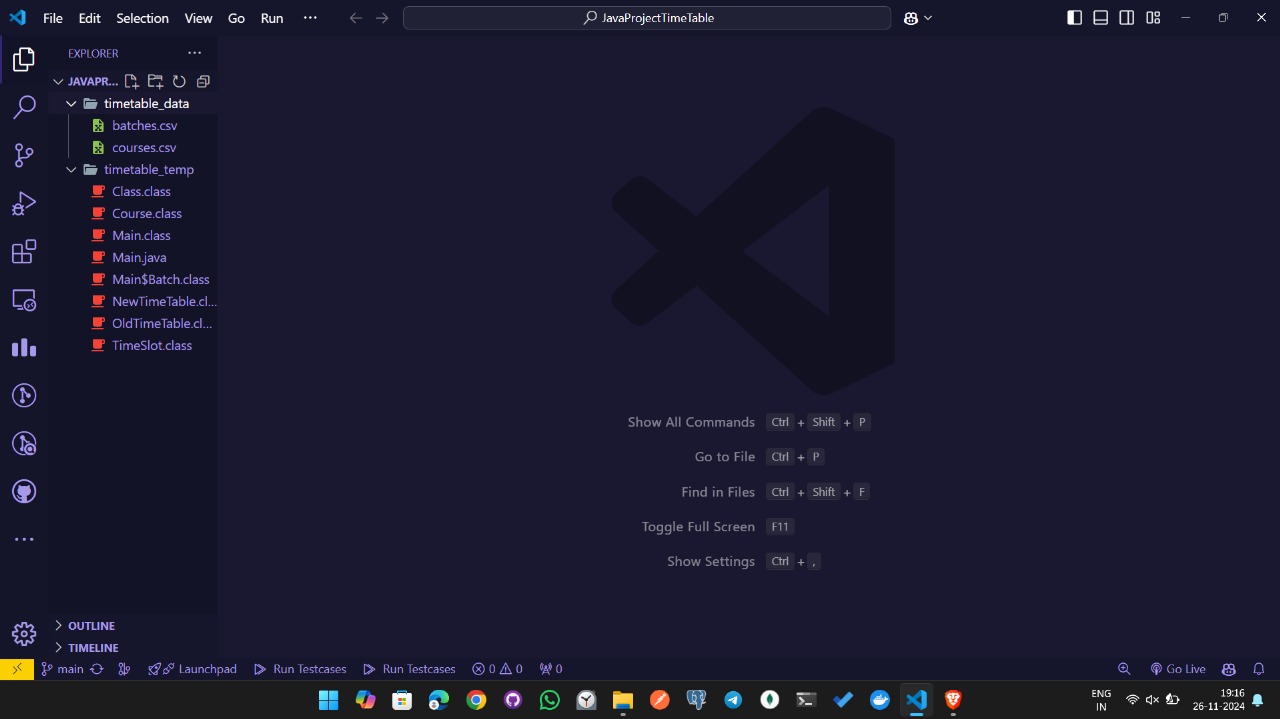 File Edit Selection View Go Run ···
JavaProjectTimeTable
EXPLORER
JAVAPR...
timetable_data
batches.csv
courses.csv
timetable_temp
Class.class
Course.class
Main.class
Main.java
Main$Batch.class
NewTimeTable.cl...
OldTimeTable.cl...
TimeSlot.class
Show All Commands Ctrl + Shift + P
Go to File Ctrl + P
Find in Files Ctrl + Shift + F
Toggle Full Screen F11
Show Settings Ctrl + ,
OUTLINE
TIMELINE
main Launchpad Run Testcases Run Testcases 0 0 0 Go Live
ENG
IN
19:16
26-11-2024